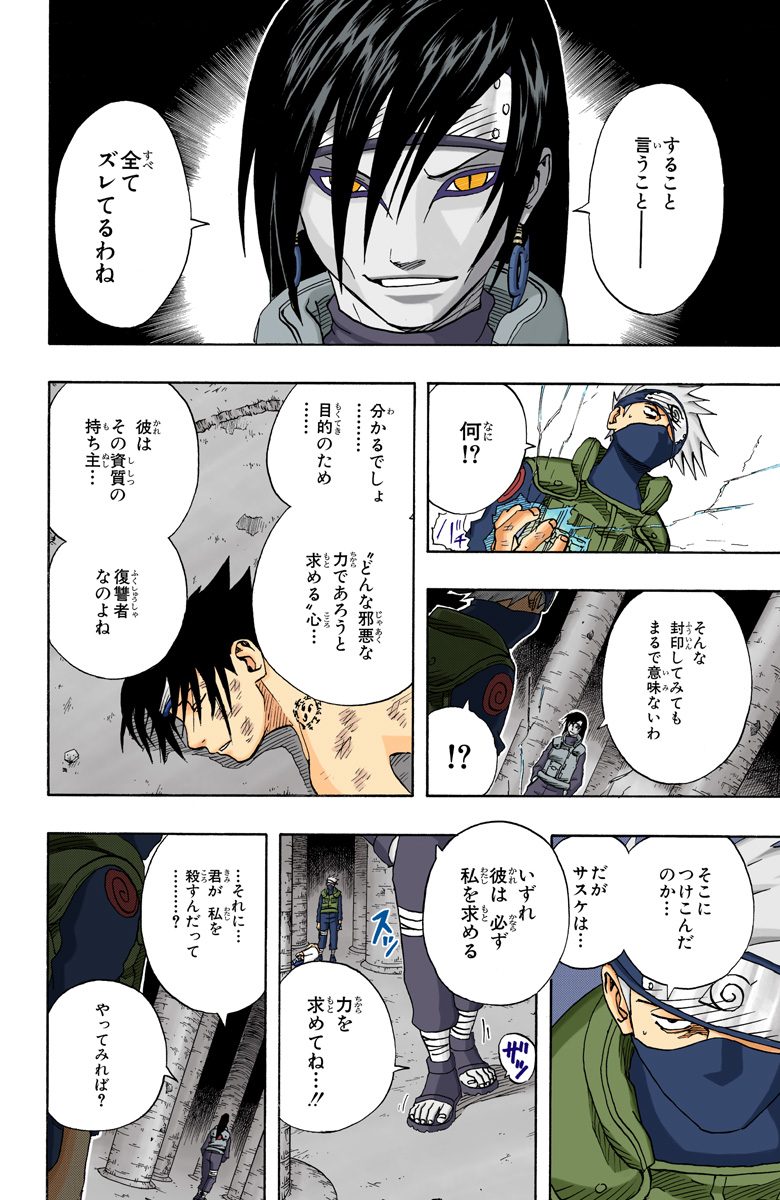 すること
言うこと――
全て
ズレてるわね
何!?
バチ
そんな
封印してみても
まるで意味ないわ
!?
分かるでしょ
…………
目的のため
……
〝どんな邪悪な
力であろうと
求める〟心…
彼は
その資質の
持ち主…
復讐者
なのよね
そこに
つけこんだ
のか…
だが
サスケは…
いずれ
彼は 必ず
私を求める
ザッ
力を
求めてね…!!
スッ
…それに…
君が 私を
殺すんだって
……?
やってみれば?